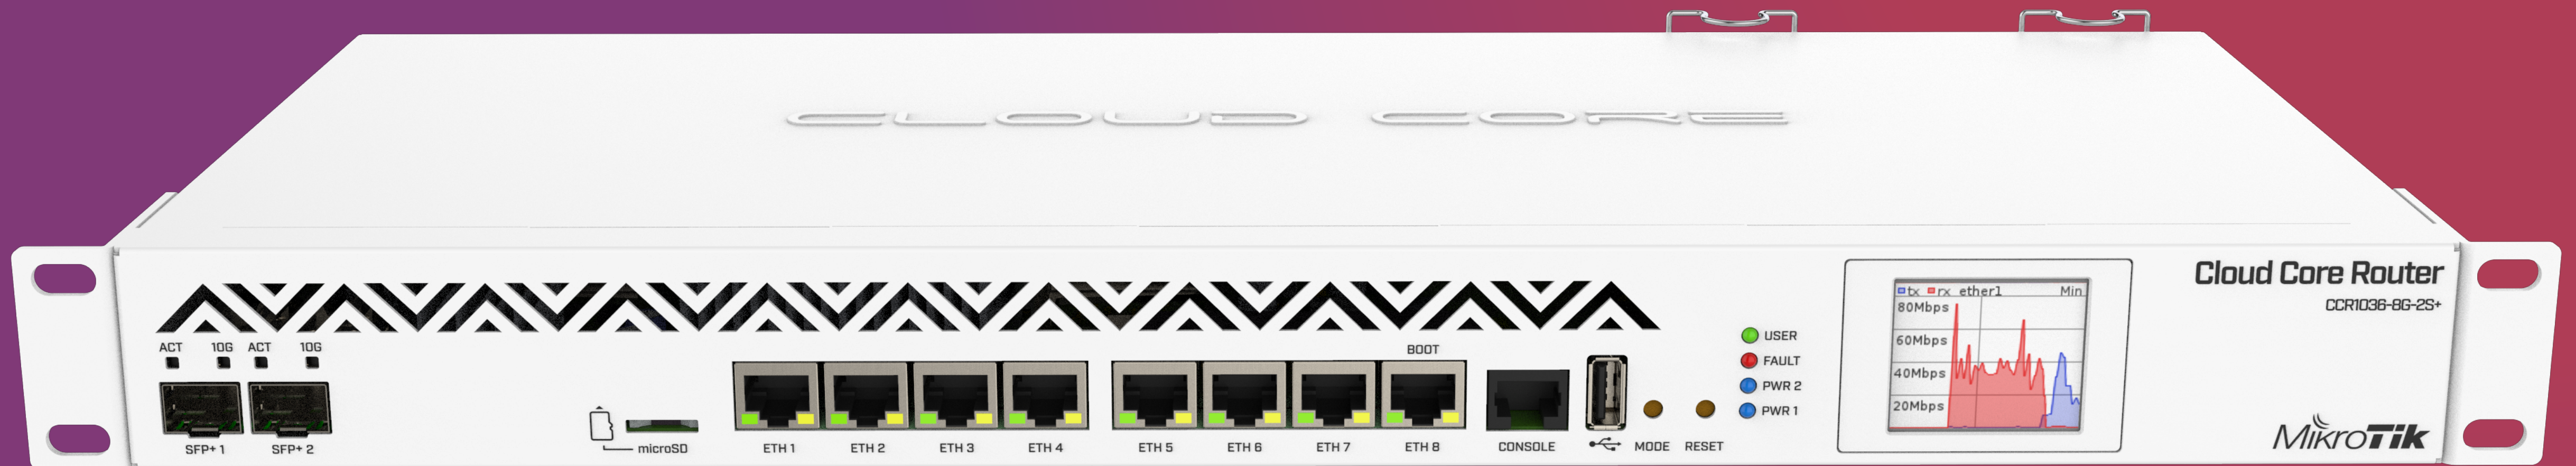 CLOUD CORE
Cloud Core Router
CCR1036-8G-2S+
tx rx ether1 Min
80Mbps
60Mbps
40Mbps
20Mbps
USER
FAULT
PWR 2
PWR 1
ACT 10G ACT 10G
BOOT
SFP+ 1 SFP+ 2
microSD
ETH 1 ETH 2 ETH 3 ETH 4 ETH 5 ETH 6 ETH 7 ETH 8
CONSOLE
MODE RESET
MikroTik